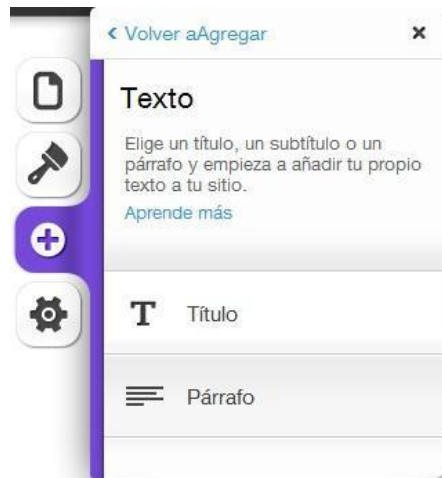 Volver aAgregar
Texto
Elige un título, un subtítulo o un
párrafo y empieza a añadir tu propio
texto a tu sitio.
Aprende más
T Título
Párrafo